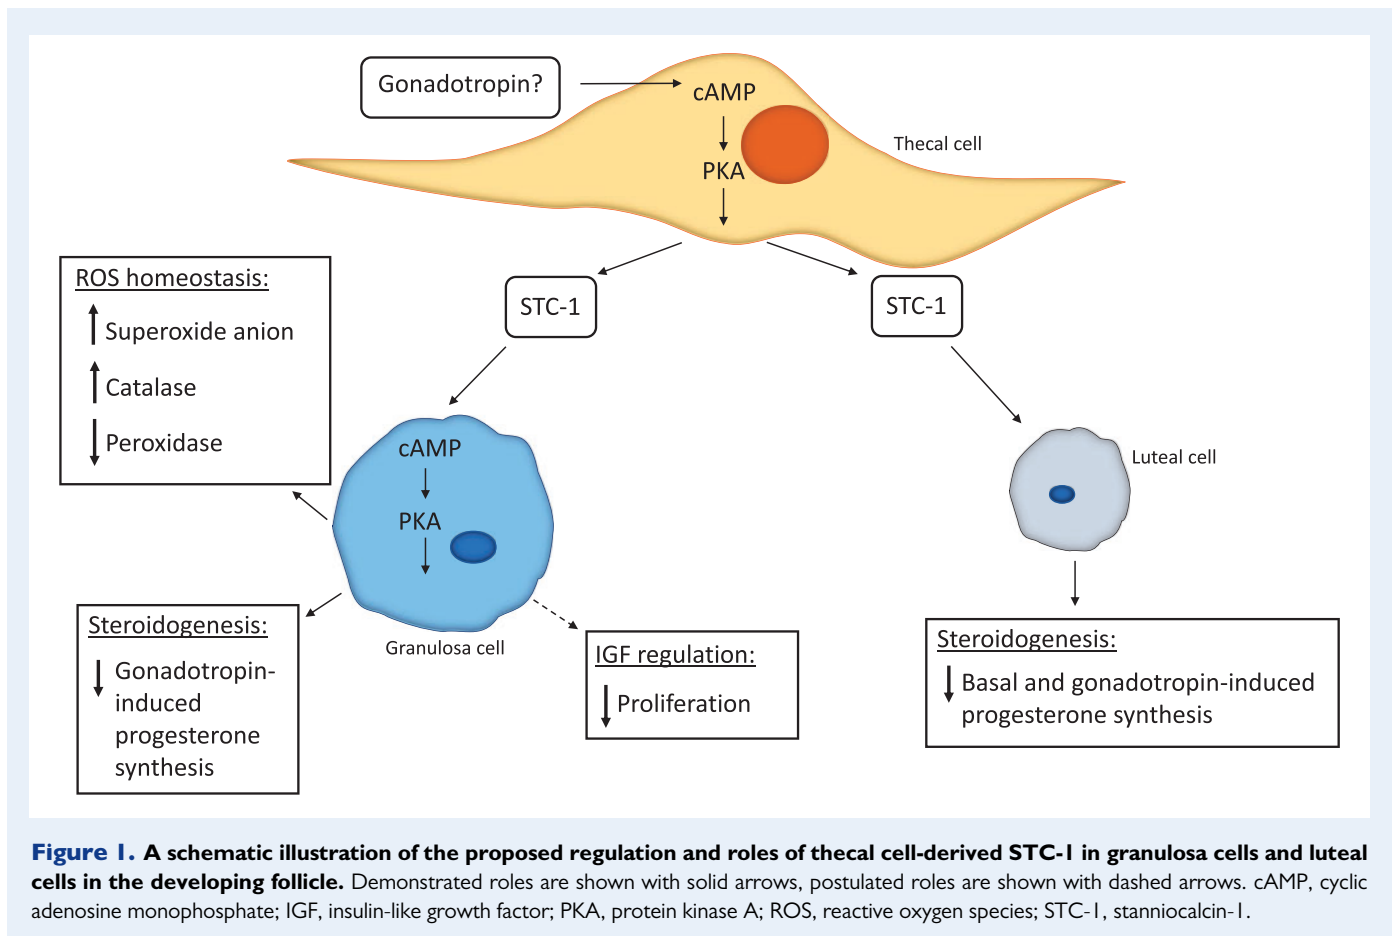 Gonadotropin?
cAMP
PKA
Thecal cell
STC-1
STC-1
ROS homeostasis:
Superoxide anion
Catalase
Peroxidase
cAMP
PKA
Granulosa cell
Luteal cell
Steroidogenesis:
Gonadotropin-
induced
progesterone
synthesis
IGF regulation:
Proliferation
Steroidogenesis:
Basal and gonadotropin-induced
progesterone synthesis
Figure 1. A schematic illustration of the proposed regulation and roles of thecal cell-derived STC-1 in granulosa cells and luteal
cells in the developing follicle. Demonstrated roles are shown with solid arrows, postulated roles are shown with dashed arrows. cAMP, cyclic
adenosine monophosphate; IGF, insulin-like growth factor; PKA, protein kinase A; ROS, reactive oxygen species; STC-1, stanniocalcin-1.